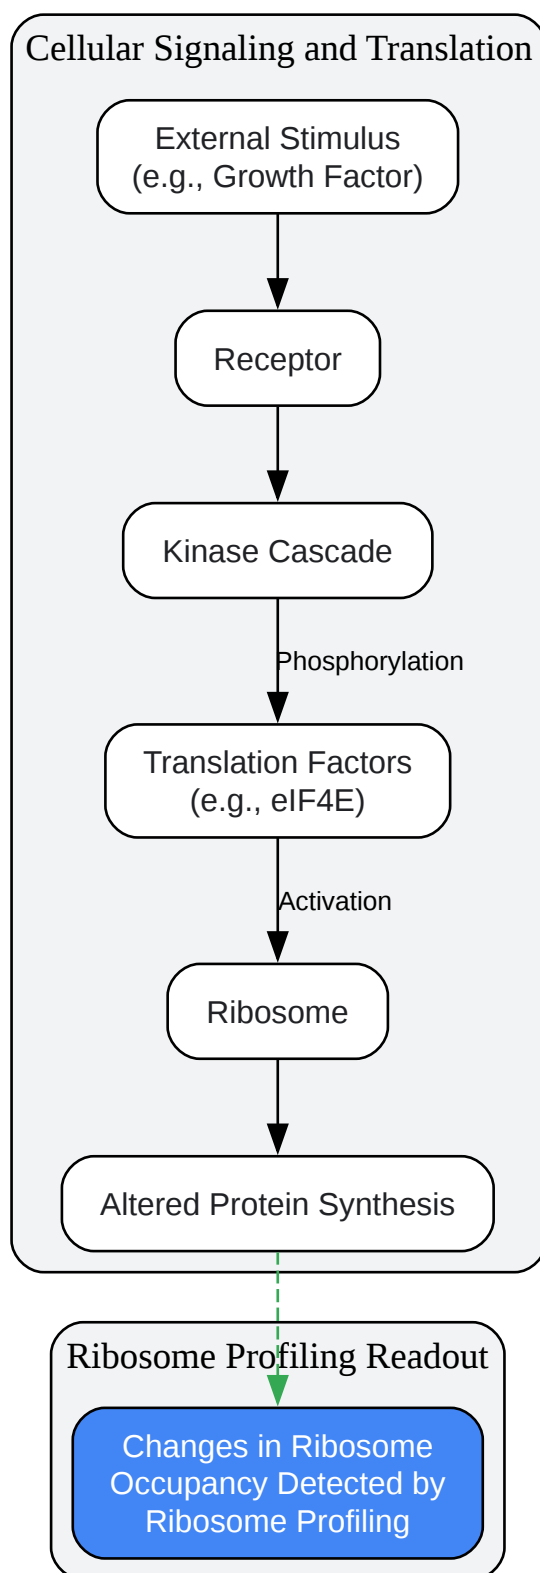 Cellular Signaling and Translation
External Stimulus
(e.g., Growth Factor)
Receptor
Kinase Cascade
Phosphorylation
Translation Factors
(e.g., eIF4E)
Activation
Ribosome
Altered Protein Synthesis
Ribosome Profiling Readout
Changes in Ribosome
Occupancy Detected by
Ribosome Profiling